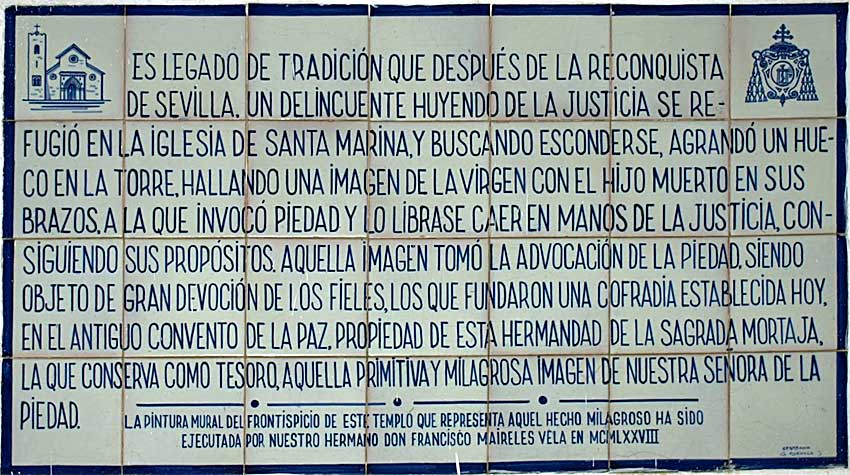 ES LEGADO DE TRADICIÓN QUE DESPUÉS DE LA RECONQUISTA
DE SEVILLA. UN DELINCUENTE HUYENDO DE LA JUSTICIA SE RE-
FUGIÓ EN LA IGLESIA DE SANTA MARINA, Y BUSCANDO ESCONDERSE, AGRANDÓ UN HUE-
CO EN LA TORRE, HALLANDO UNA IMAGEN DE LA VIRGEN CON EL HIJO MUERTO EN SUS
BRAZOS, A LA QUE INVOCÓ PIEDAD Y LO LIBRASE CAER EN MANOS DE LA JUSTICIA, CON-
SIGUIENDO SUS PROPÓSITOS. AQUELLA IMAGEN TOMÓ LA ADVOCACIÓN DE LA PIEDAD, SIENDO
OBJETO DE GRAN DEVOCIÓN DE LOS FIELES, LOS QUE FUNDARON UNA COFRADIA ESTABLECIDA HOY,
EN EL ANTIGUO CONVENTO DE LA PAZ, PROPIEDAD DE ESTA HERMANDAD DE LA SAGRADA MORTAJA,
LA QUE CONSERVA COMO TESORO, AQUELLA PRIMITIVA Y MILAGROSA IMAGEN DE NUESTRA SEÑORA DE LA
PIEDAD.
LA PINTURA MURAL DEL FRONTISPICIO DE ESTE TEMPLO QUE REPRESENTA AQUEL HECHO MILAGROSO HA SIDO
EJECUTADA POR NUESTRO HERMANO DON FRANCISCO MAIRELES VELA EN MCMLXXVIII